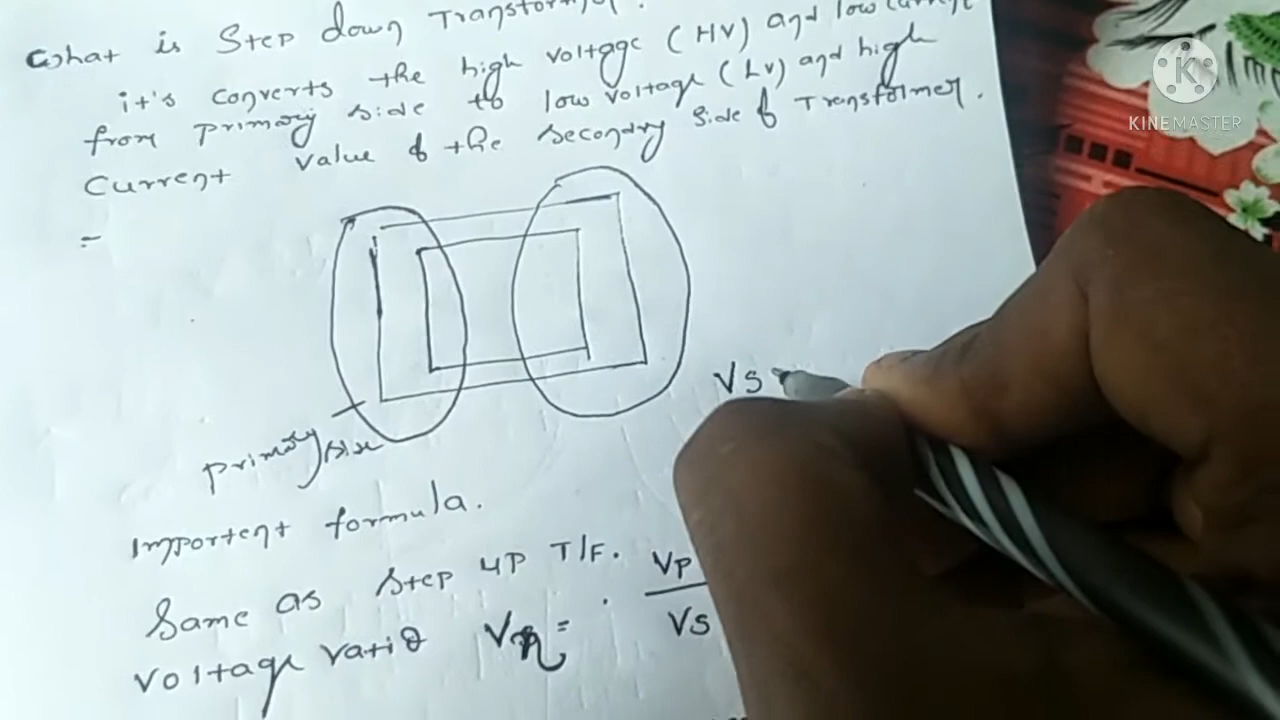 What is Step down Transformer.
it's converts the high voltage (HV) and low current
from primary side to low voltage (LV) and high
Current value of the secondry side of Transformer.
=
VS
primary side
Importent formula.
Same as Step up T/F.
Voltage ratio
=
VP
VS
K
KINEMASTER